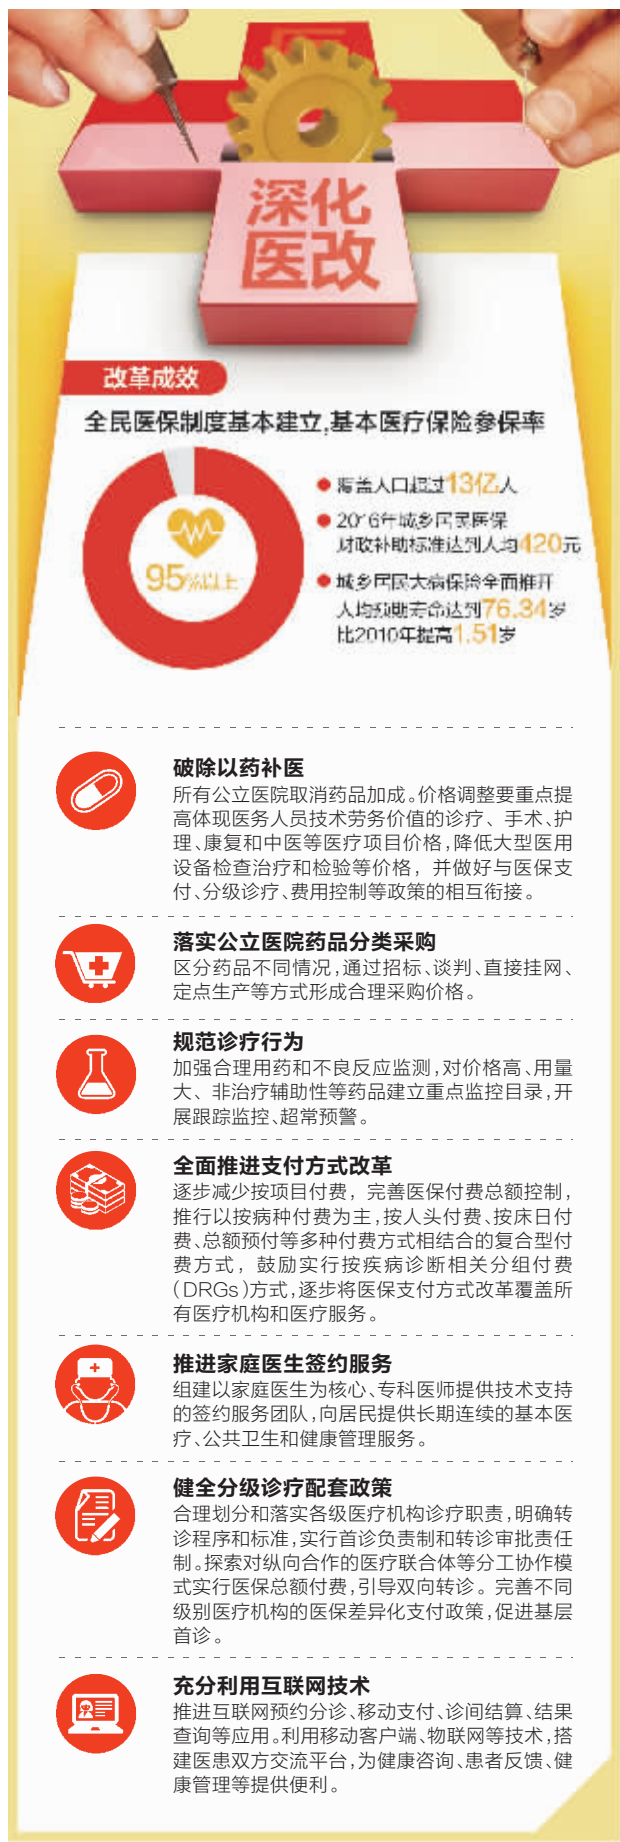 深化
医改
改革成效
全民医保制度基本建立,基本医疗保险参保率
95%以上
覆盖人口超过13亿人
2016年城乡居民医保
财政补助标准达到人均420元
城乡居民大病保险全面推开
人均预期寿命达到76.34岁
比2010年提高1.51岁
破除以药补医
所有公立医院取消药品加成。价格调整要重点提
高体现医务人员技术劳务价值的诊疗、手术、护
理、康复和中医等医疗项目价格,降低大型医用
设备检查治疗和检验等价格，并做好与医保支
付、分级诊疗、费用控制等政策的相互衔接。
落实公立医院药品分类采购
区分药品不同情况,通过招标、谈判、直接挂网、
定点生产等方式形成合理采购价格。
规范诊疗行为
加强合理用药和不良反应监测,对价格高、用量
大、非治疗辅助性等药品建立重点监控目录,开
展跟踪监控、超常预警。
全面推进支付方式改革
逐步减少按项目付费，完善医保付费总额控制，
推行以按病种付费为主,按人头付费、按床日付
费、总额预付等多种付费方式相结合的复合型付
费方式，鼓励实行按疾病诊断相关分组付费
(DRGs)方式,逐步将医保支付方式改革覆盖所
有医疗机构和医疗服务。
推进家庭医生签约服务
组建以家庭医生为核心、专科医师提供技术支持
的签约服务团队,向居民提供长期连续的基本医
疗、公共卫生和健康管理服务。
健全分级诊疗配套政策
合理划分和落实各级医疗机构诊疗职责,明确转
诊程序和标准,实行首诊负责制和转诊审批责任
制。探索对纵向合作的医疗联合体等分工协作模
式实行医保总额付费,引导双向转诊。完善不同
级别医疗机构的医保差异化支付政策,促进基层
首诊。
充分利用互联网技术
推进互联网预约分诊、移动支付、诊间结算、结果
查询等应用。利用移动客户端、物联网等技术,搭
建医患双方交流平台,为健康咨询、患者反馈、健
康管理等提供便利。